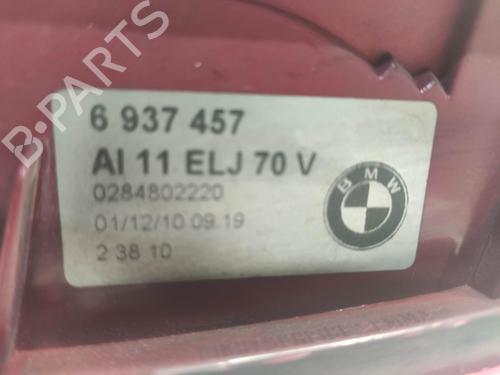 B-PARTS
6 937 457
AI 11 ELJ 70 V
0284802220
01/12/10 09.19
2 38 10
BMW